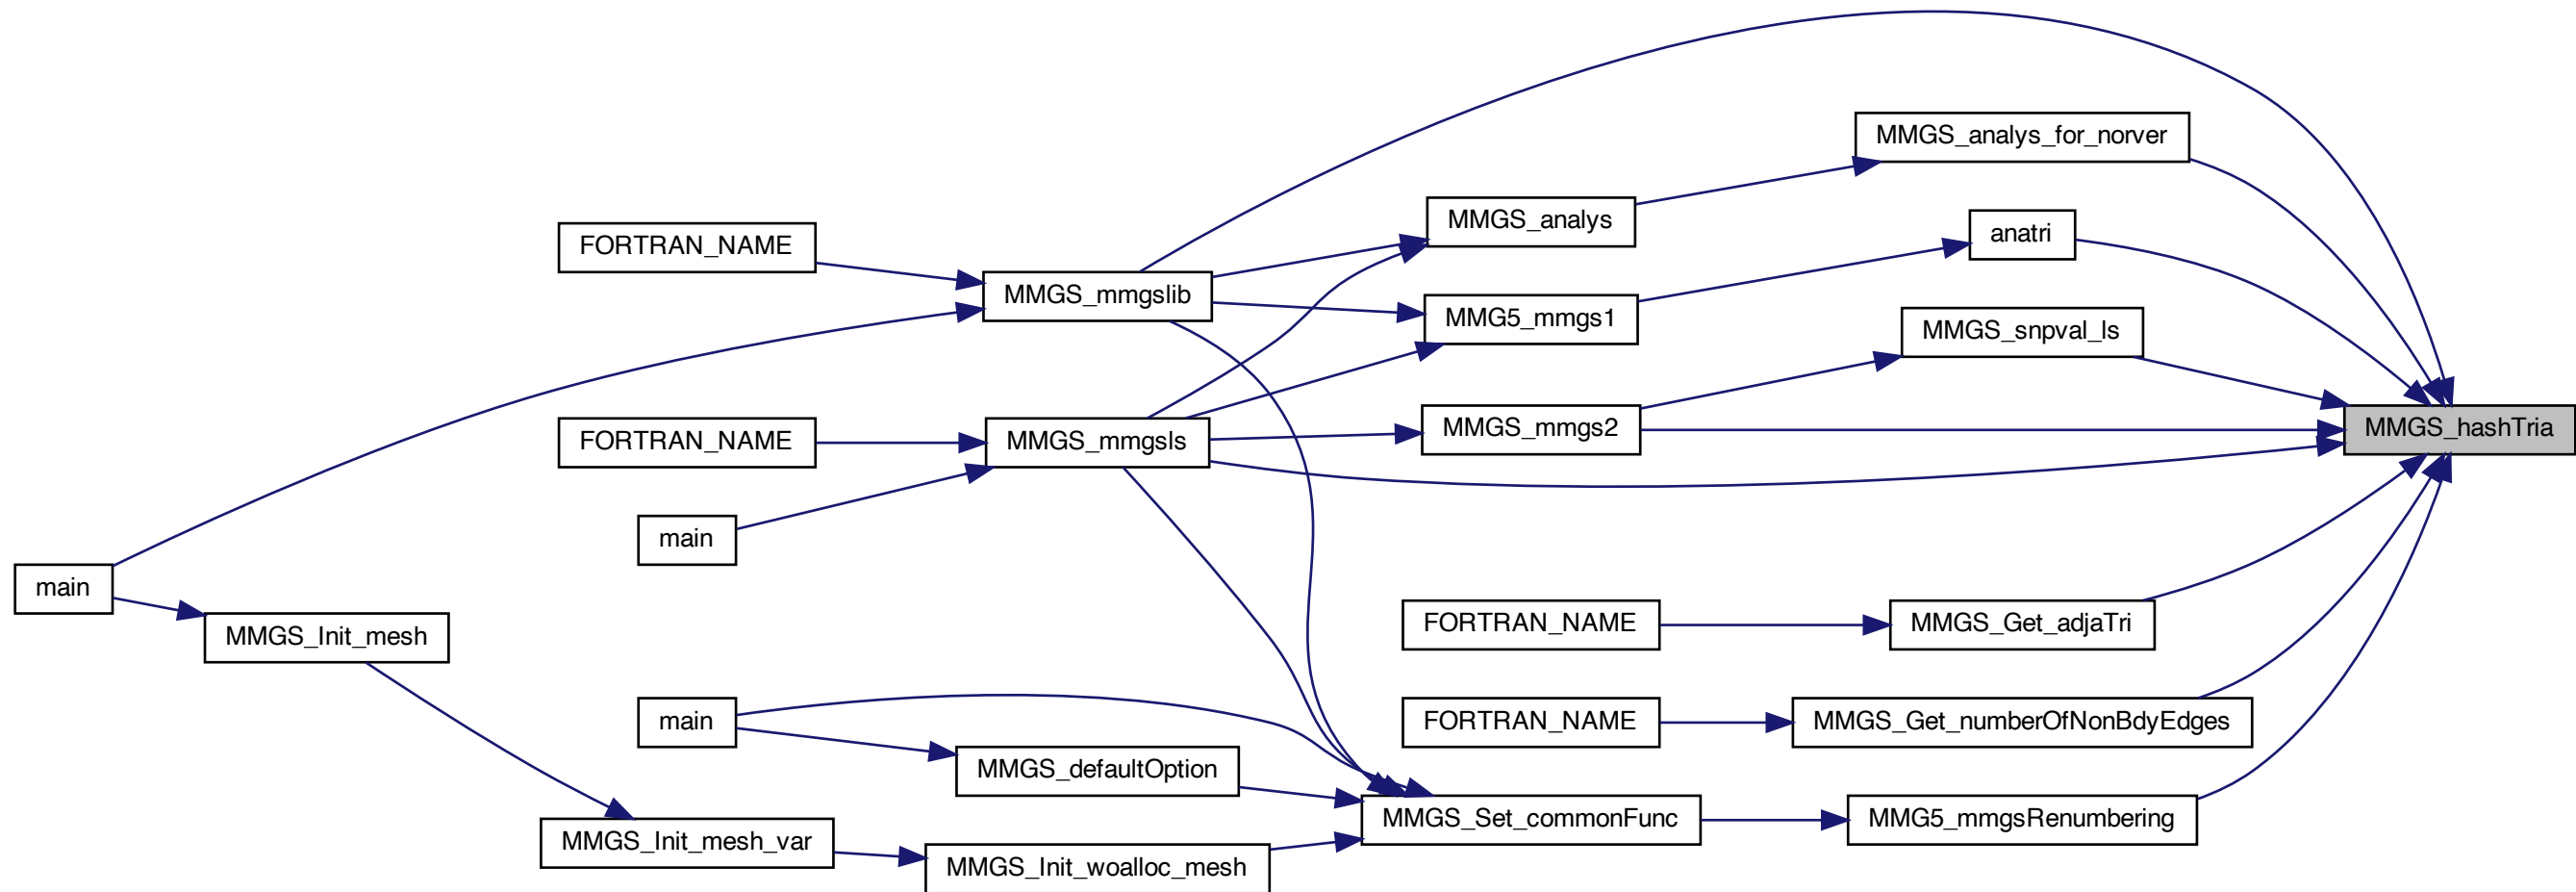 MMGS_analys_for_norver
MMGS_analys
anatri
FORTRAN_NAME
MMGS_mmgslib
MMG5_mmgs1
MMGS_snpval_ls
FORTRAN_NAME
MMGS_mmgsls
MMGS_mmgs2
MMGS_hashTria
main
main
MMGS_Init_mesh
FORTRAN_NAME
MMGS_Get_adjaTri
main
FORTRAN_NAME
MMGS_Get_numberOfNonBdyEdges
MMGS_defaultOption
MMGS_Set_commonFunc
MMG5_mmgsRenumbering
MMGS_Init_mesh_var
MMGS_Init_woalloc_mesh